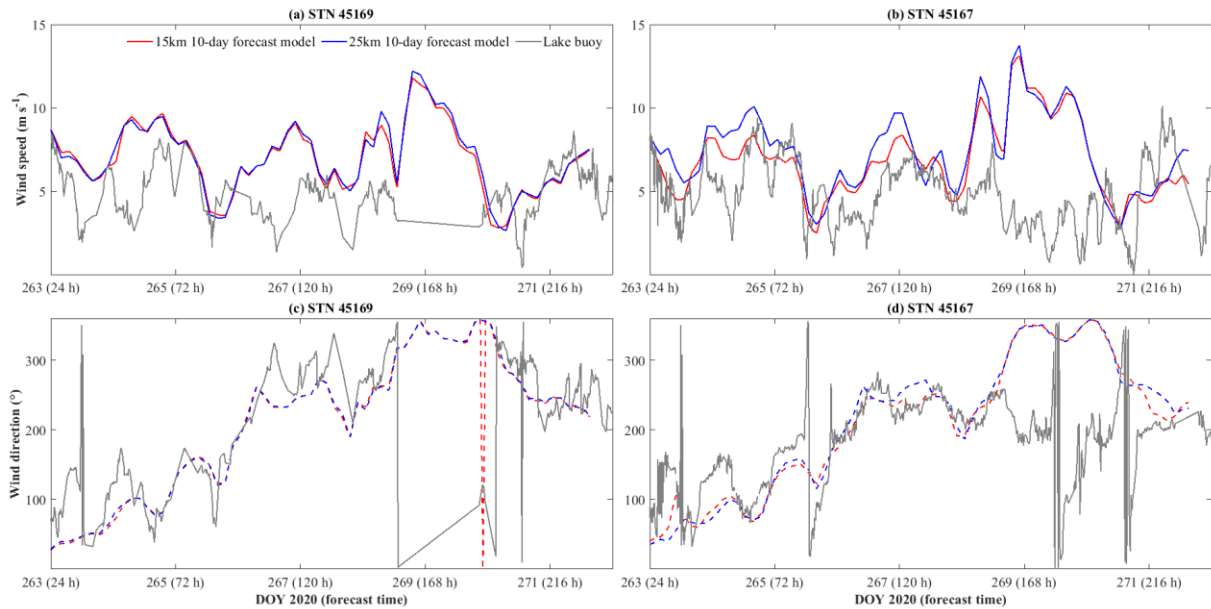 (a) STN 45169
(b) STN 45167
15km 10-day forecast model
25km 10-day forecast model
Lake buoy
Wind speed (m s-1)
15
10
5
15
10
5
263 (24 h)
265 (72 h)
267 (120 h)
269 (168 h)
271 (216 h)
263 (24 h)
265 (72 h)
267 (120 h)
269 (168 h)
271 (216 h)
(c) STN 45169
(d) STN 45167
Wind direction (°)
300
200
100
300
200
100
263 (24 h)
265 (72 h)
267 (120 h)
269 (168 h)
271 (216 h)
263 (24 h)
265 (72 h)
267 (120 h)
269 (168 h)
271 (216 h)
DOY 2020 (forecast time)
DOY 2020 (forecast time)